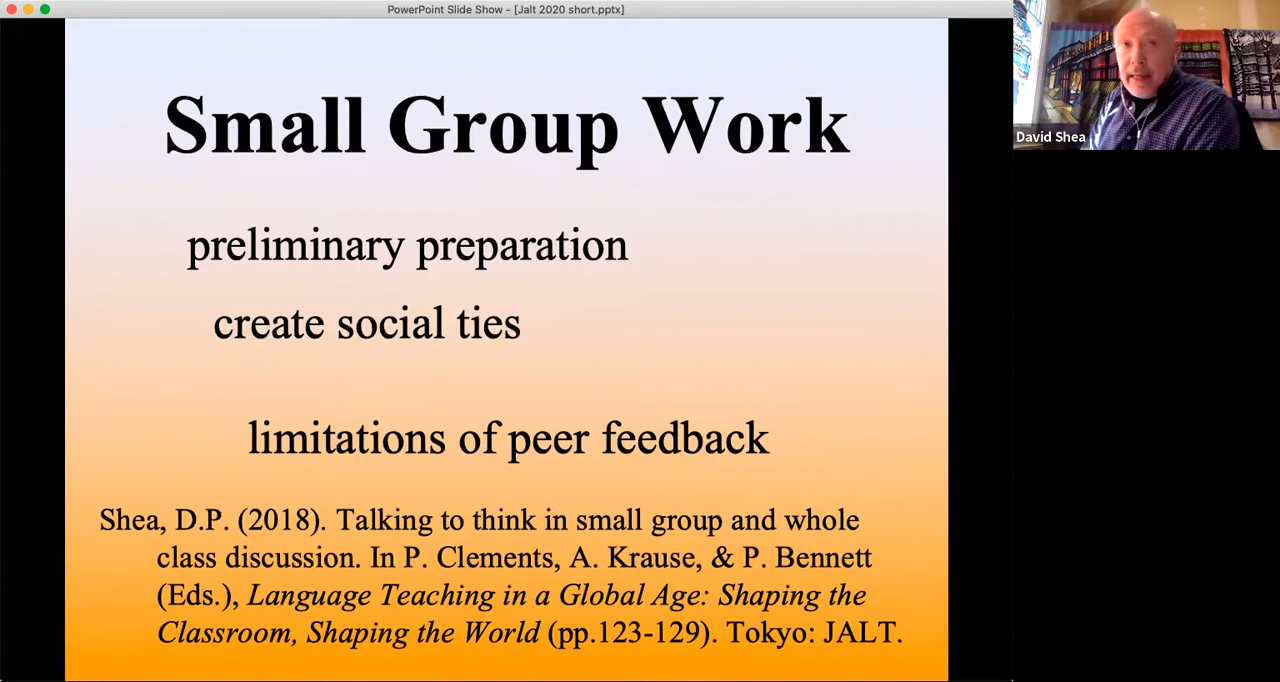 PowerPoint Slide Show - [Jalt 2020 short.pptx]
Small Group Work
preliminary preparation
create social ties
limitations of peer feedback
Shea, D.P. (2018). Talking to think in small group and whole
class discussion. In P. Clements, A. Krause, & P. Bennett
(Eds.), Language Teaching in a Global Age: Shaping the
Classroom, Shaping the World (pp.123-129). Tokyo: JALT.
David Shea